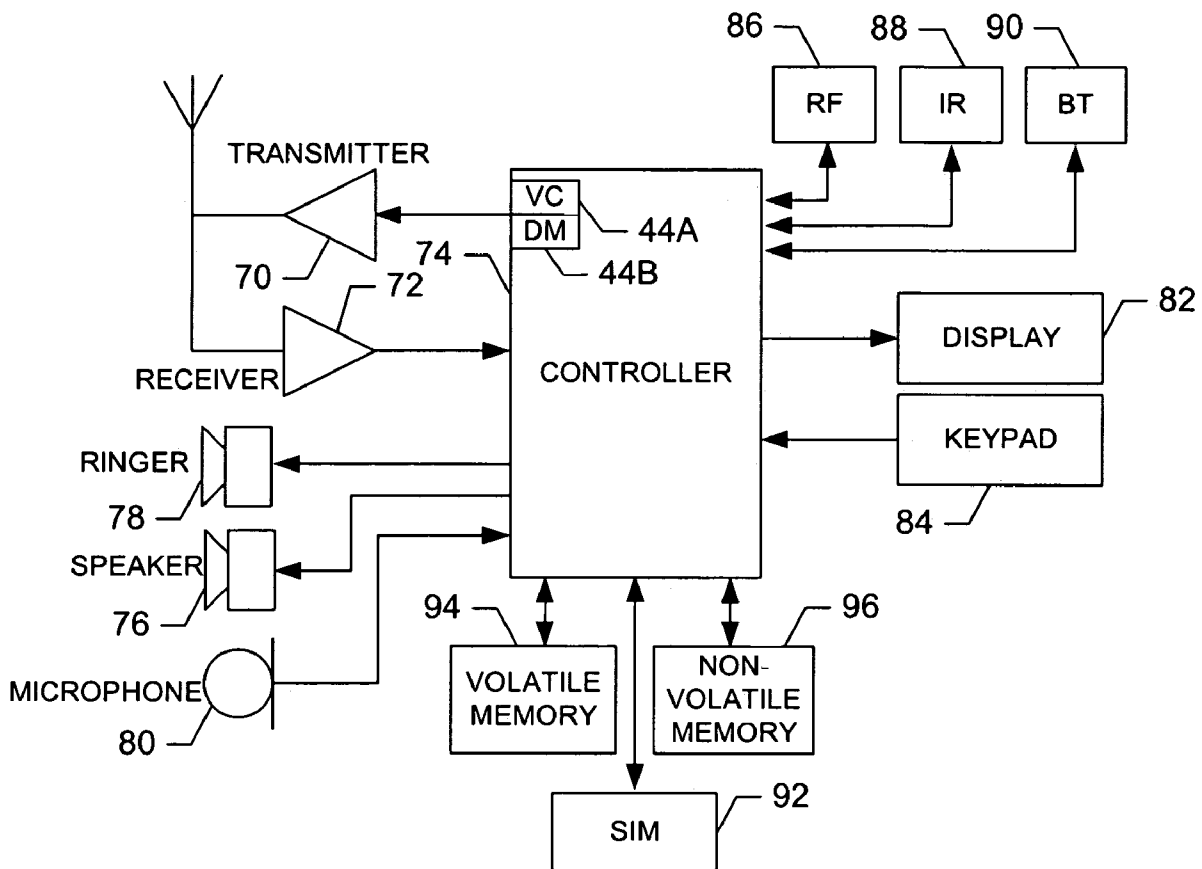 86
88
90
RF
IR
BT
TRANSMITTER
VC
DM
44A
44B
70
72
74
RECEIVER
CONTROLLER
DISPLAY
82
KEYPAD
84
RINGER
78
SPEAKER
76
MICROPHONE
80
94
96
VOLATILE
MEMORY
NON-
VOLATILE
MEMORY
SIM
92